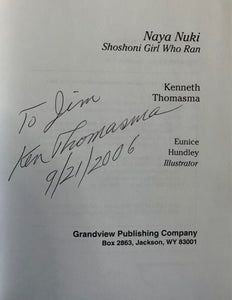 Naya Nuki
Shoshoni Girl Who Ran
Kenneth
Thomasma
To Jim
Ken Thomasma
9/21/2006
Eunice
Hundley
Illustrator
Grandview Publishing Company
Box 2863, Jackson, WY 83001